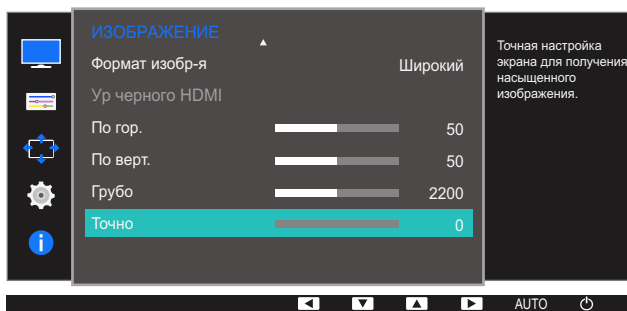 ИЗОБРАЖЕНИЕ
Формат изобр-я Широкий
Ур черного HDMI
По гор. 50
По верт. 50
Грубо 2200
Точно 0
Точная настройка
экрана для получения
насыщенного
изображения.
AUTO